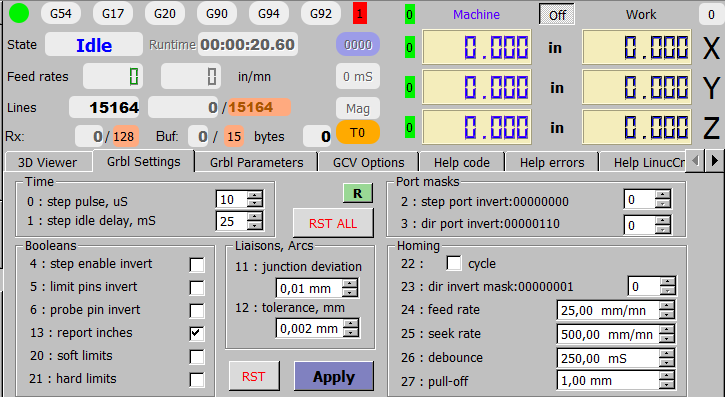 G54 G17 G20 G90 G94 G92 1 0 Machine Off Work 0
State Idle Runtime 00:00:20.60 0000 0 0.000 in 0.000 X
Feed rates 0 0 in/mn 0 mS 0 0.000 in 0.000 Y
Lines 15164 0 / 15164 Mag
Rx: 0 / 128 Buf: 0 / 15 bytes 0 T0 0 0.000 in 0.000 Z
3D Viewer Grbl Settings Grbl Parameters GCV Options Help code Help errors Help LinucCr
Time
0 : step pulse, uS 10
1 : step idle delay, mS 25
R
RST ALL
Port masks
2 : step port invert:00000000 0
3 : dir port invert:00000110 0
Booleans
4 : step enable invert
5 : limit pins invert
6 : probe pin invert
13 : report inches
20 : soft limits
21 : hard limits
Liaisons, Arcs
11 : junction deviation
0,01 mm
12 : tolerance, mm
0,002 mm
RST Apply
Homing
22 : cycle
23 : dir invert mask:00000001 0
24 : feed rate 25,00 mm/mn
25 : seek rate 500,00 mm/mn
26 : debounce 250,00 mS
27 : pull-off 1,00 mm